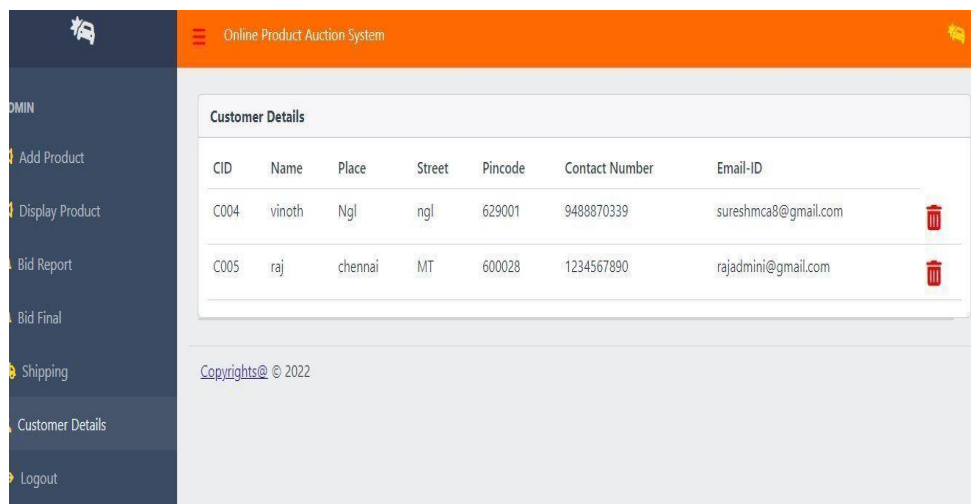 Online Product Auction System
DMIN
Add Product
Display Product
Bid Report
Bid Final
Shipping
Customer Details
Logout
Customer Details
CID Name Place Street Pincode Contact Number Email-ID
C004 vinoth Ngl ngl 629001 9488870339 sureshmca8@gmail.com
C005 raj chennai MT 600028 1234567890 rajadmini@gmail.com
Copyrights@ © 2022